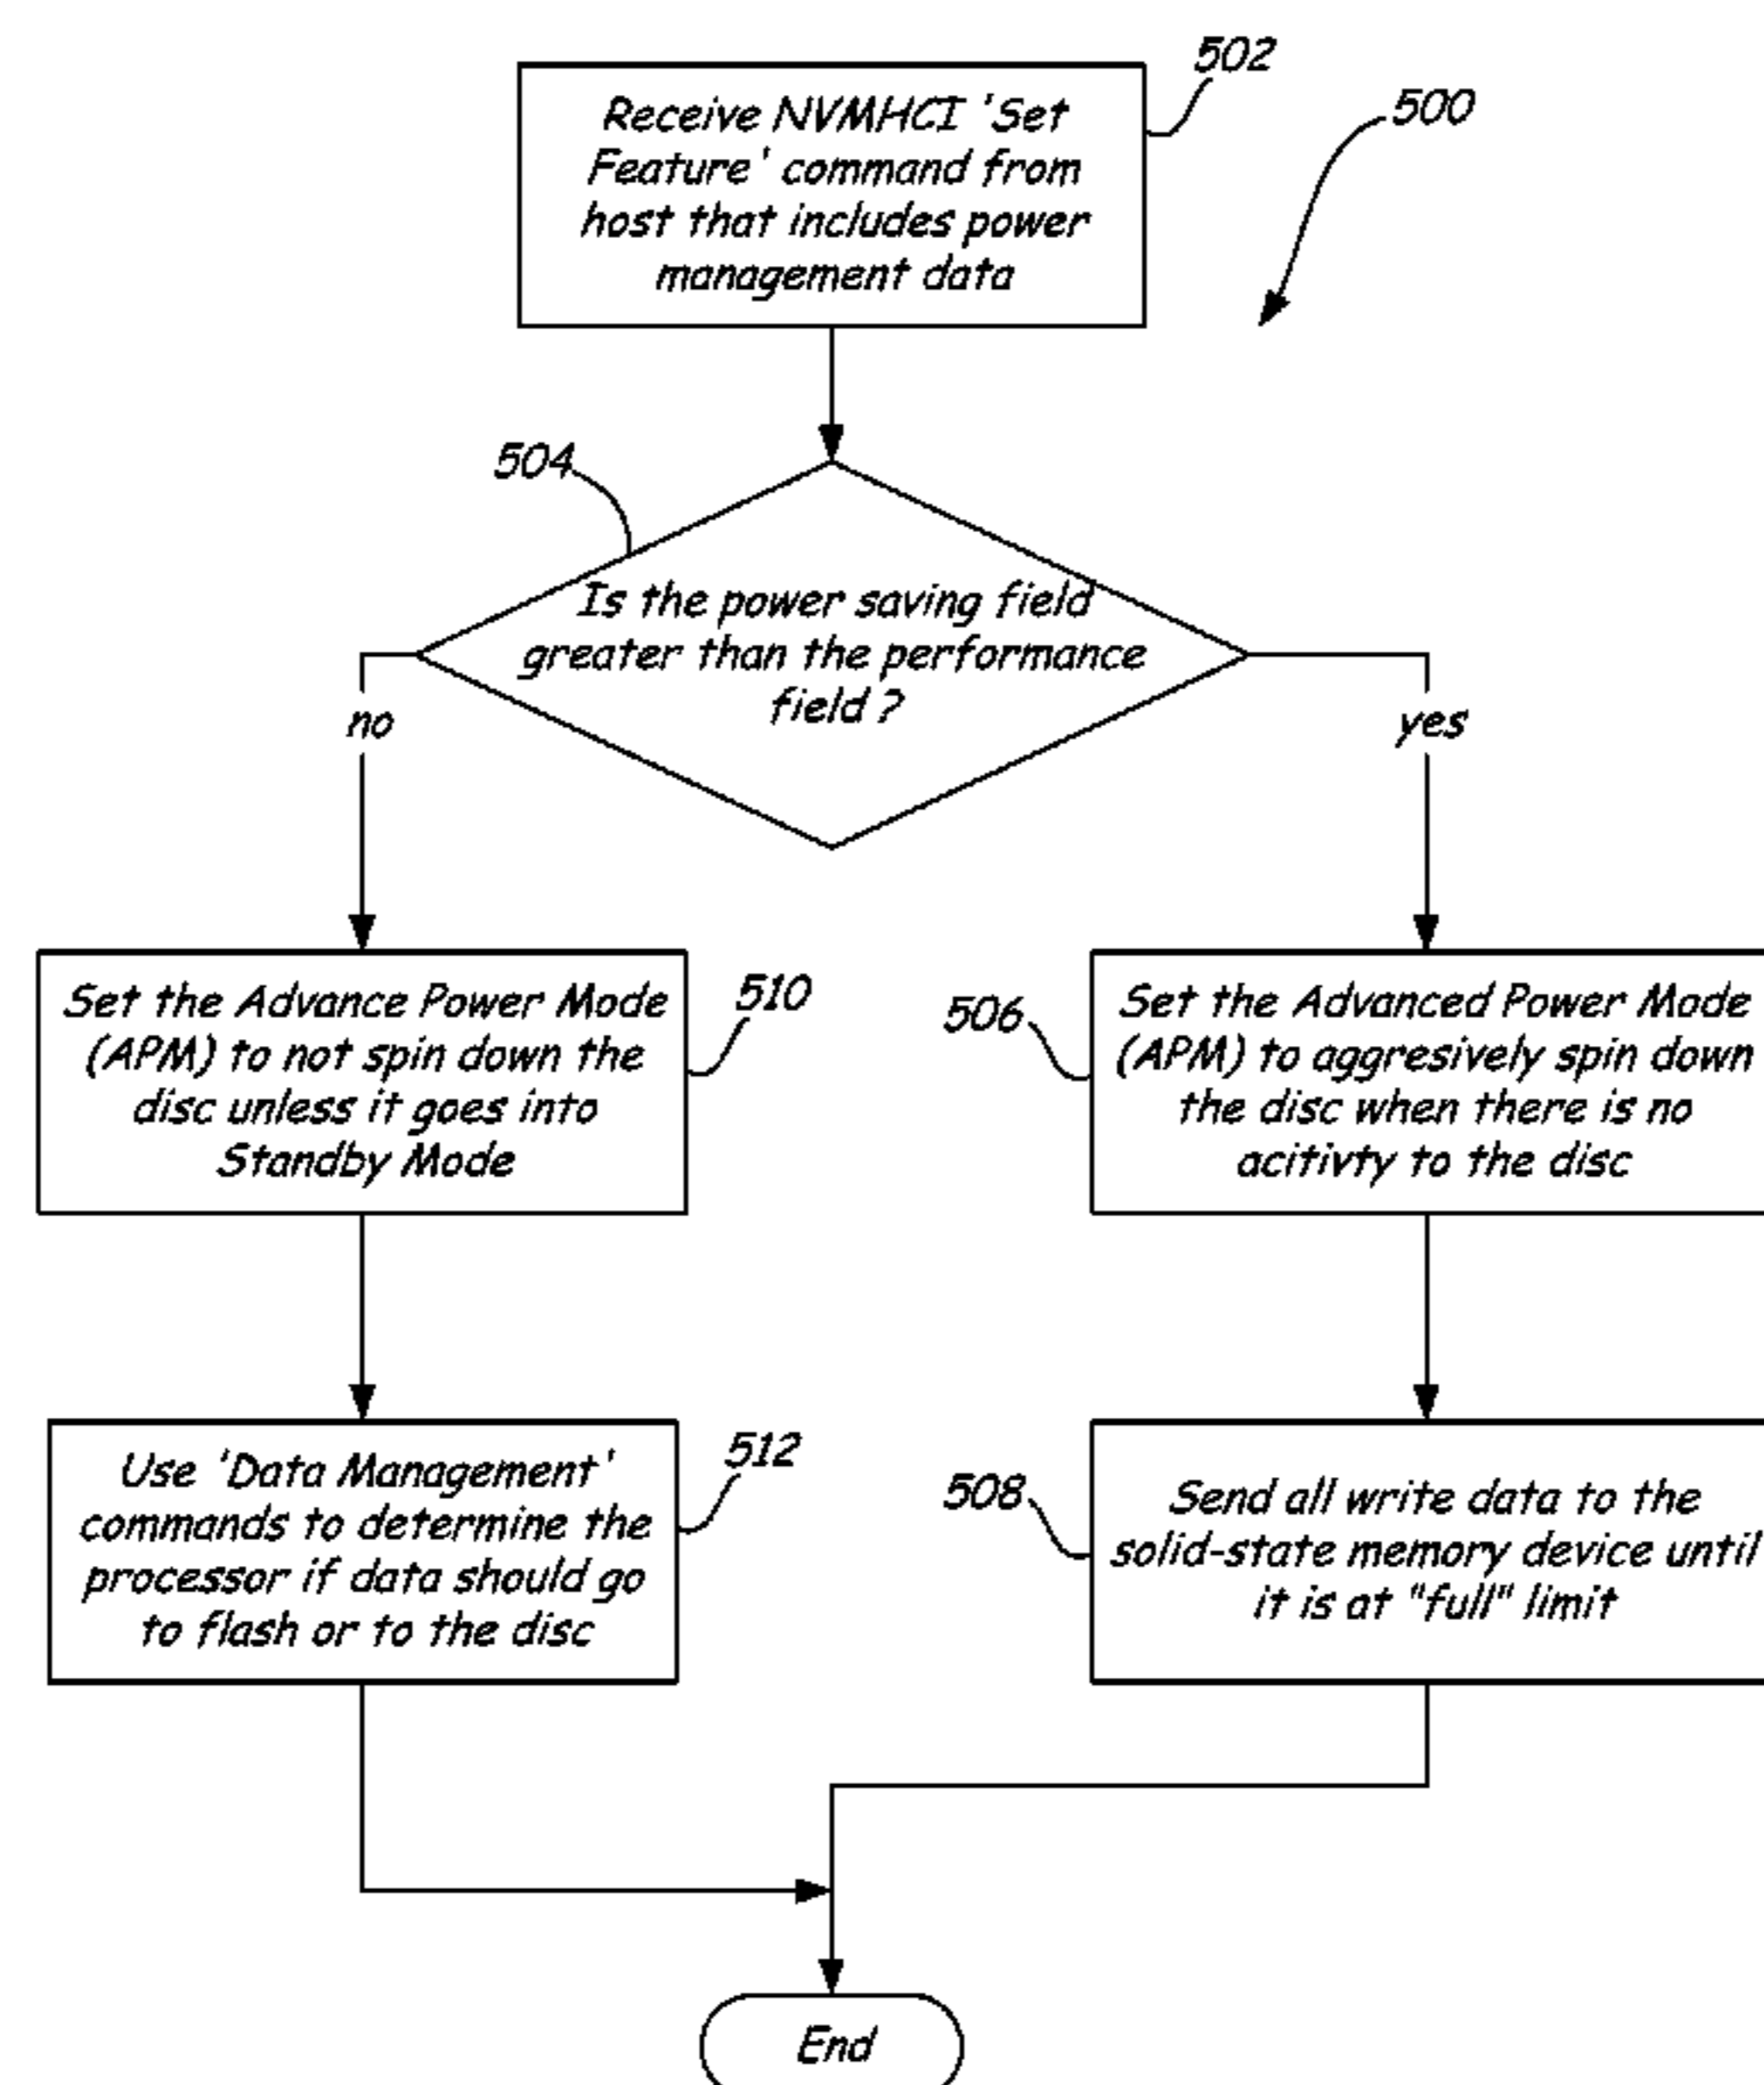 502
500
Receive NVMHCI 'Set
Feature' command from
host that includes power
management data
504
Is the power saving field
greater than the performance
field ?
no
yes
Set the Advance Power Mode
(APM) to not spin down the
disc unless it goes into
Standby Mode
510
506
Set the Advanced Power Mode
(APM) to aggresively spin down
the disc when there is no
acitivty to the disc
Use 'Data Management'
commands to determine the
processor if data should go
to flash or to the disc
512
508
Send all write data to the
solid-state memory device until
it is at "full" limit
End